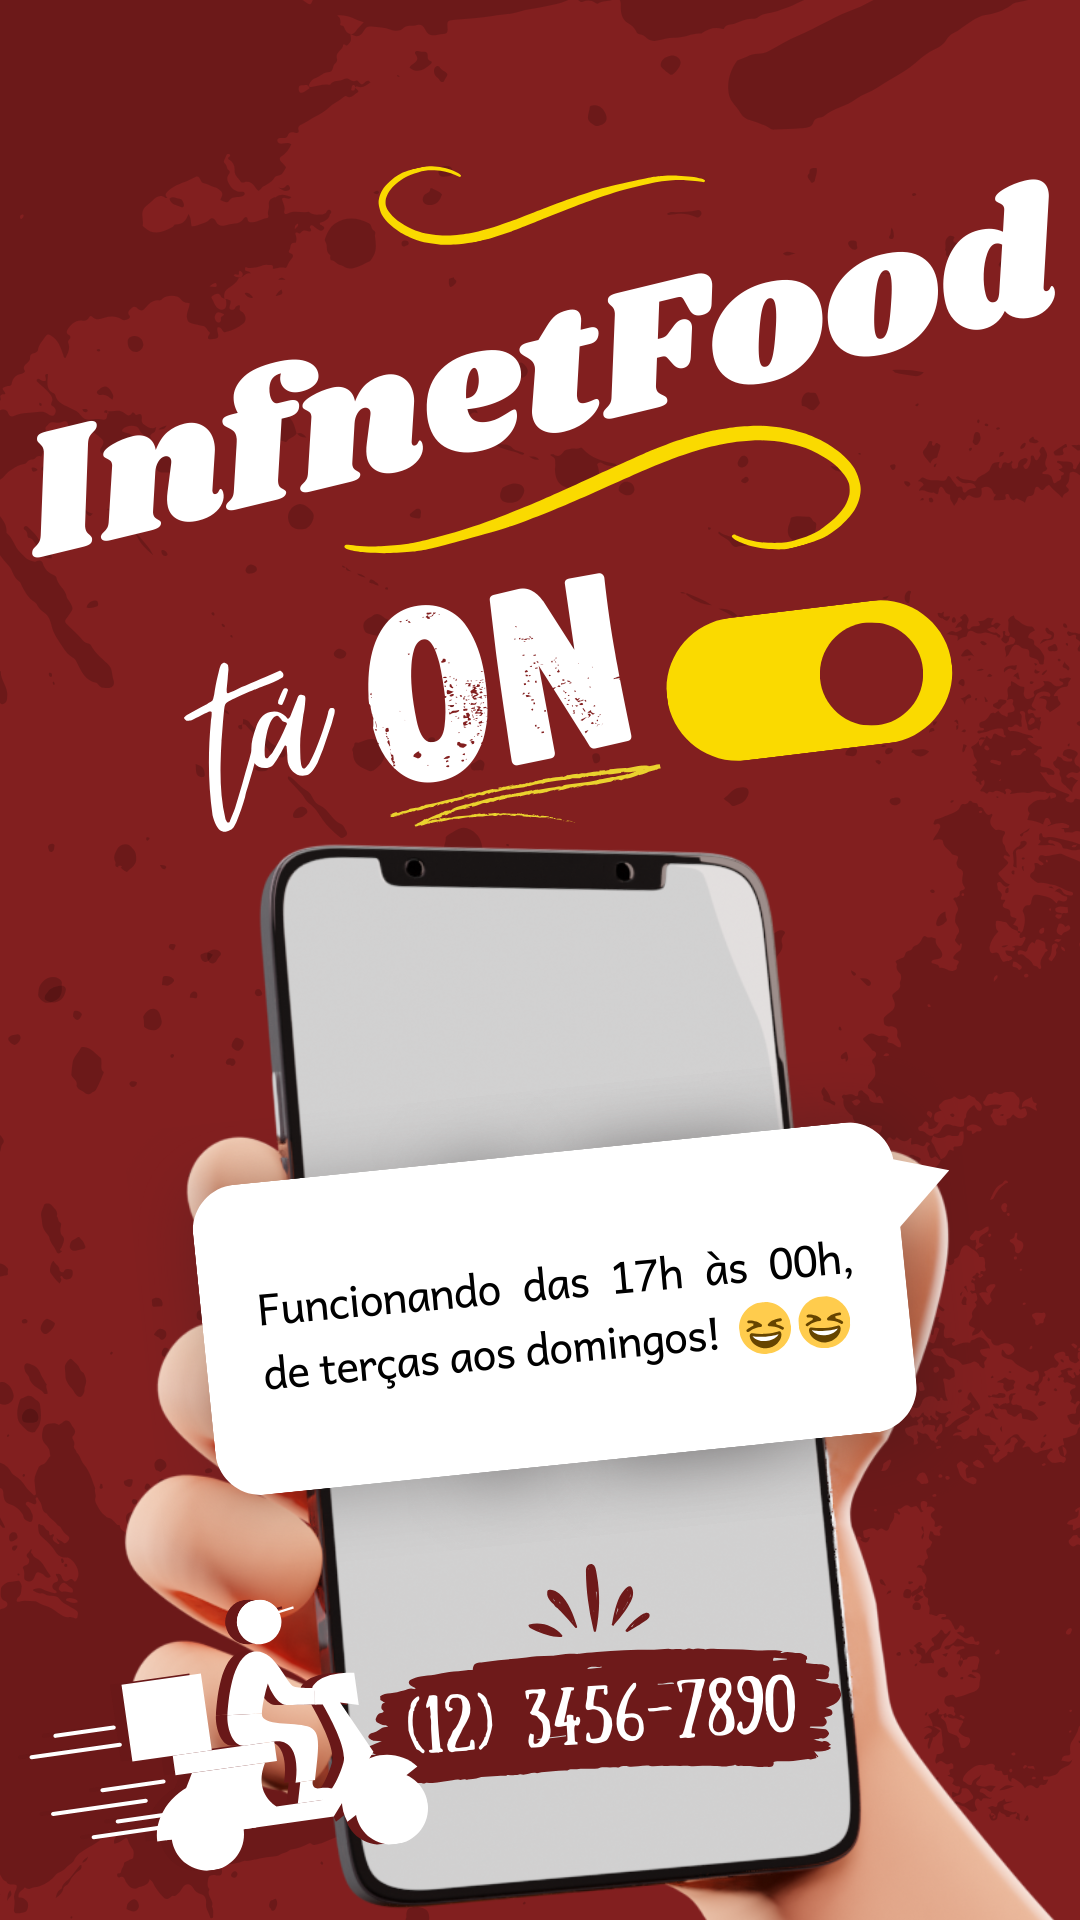 InfnetFood
tá ON
Funcionando das 17h às 00h,
de terças aos domingos! 😆😆
(12) 3456-7890